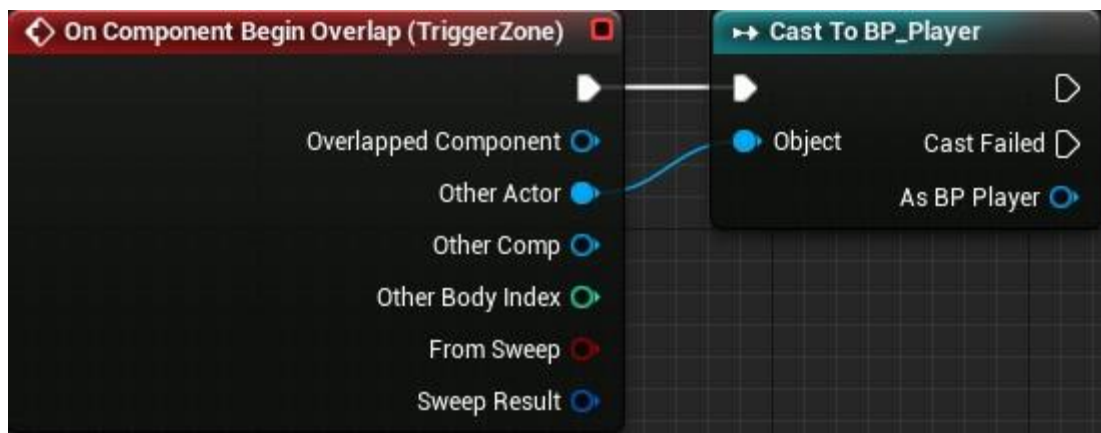 On Component Begin Overlap (TriggerZone)
Overlapped Component
Other Actor
Other Comp
Other Body Index
From Sweep
Sweep Result
Cast To BP_Player
Object
Cast Failed
As BP Player